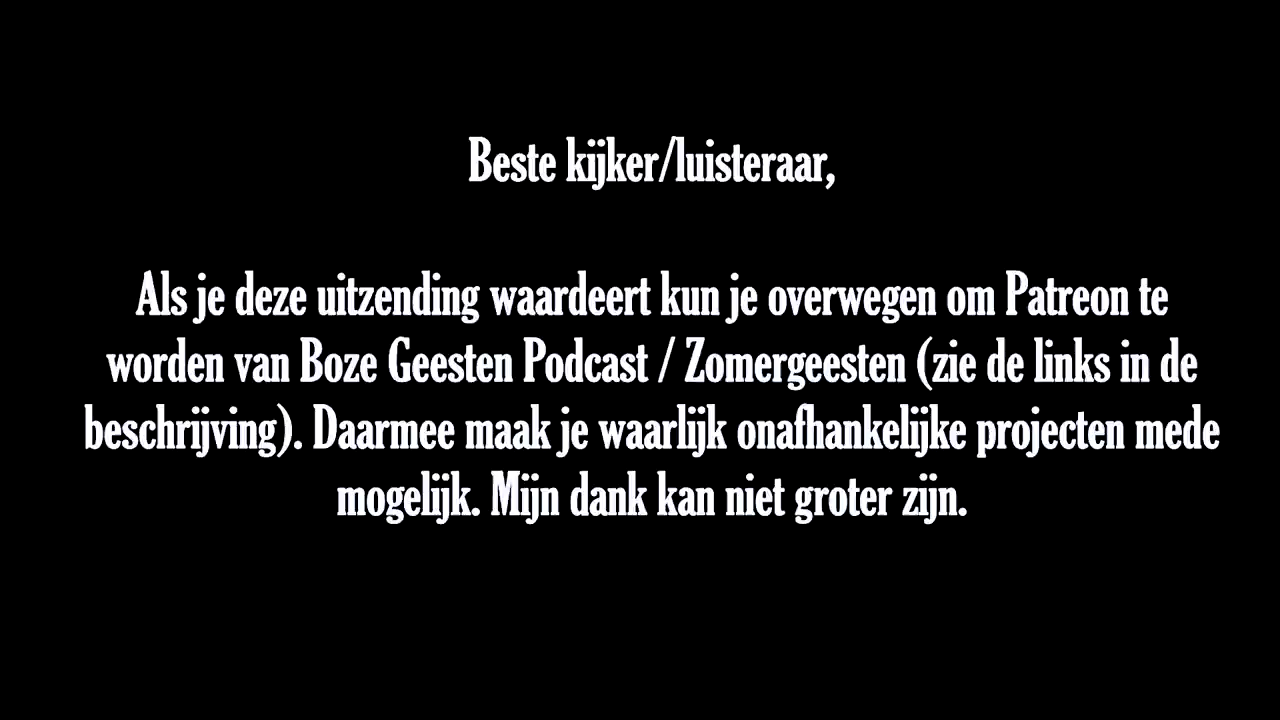 Beste kijker/luisteraar,
Als je deze uitzending waardeert kun je overwegen om Patreon te
worden van Boze Geesten Podcast / Zomergeesten (zie de links in de
beschrijving). Daarmee maak je waarlijk onafhankelijke projecten mede
mogelijk. Mijn dank kan niet groter zijn.